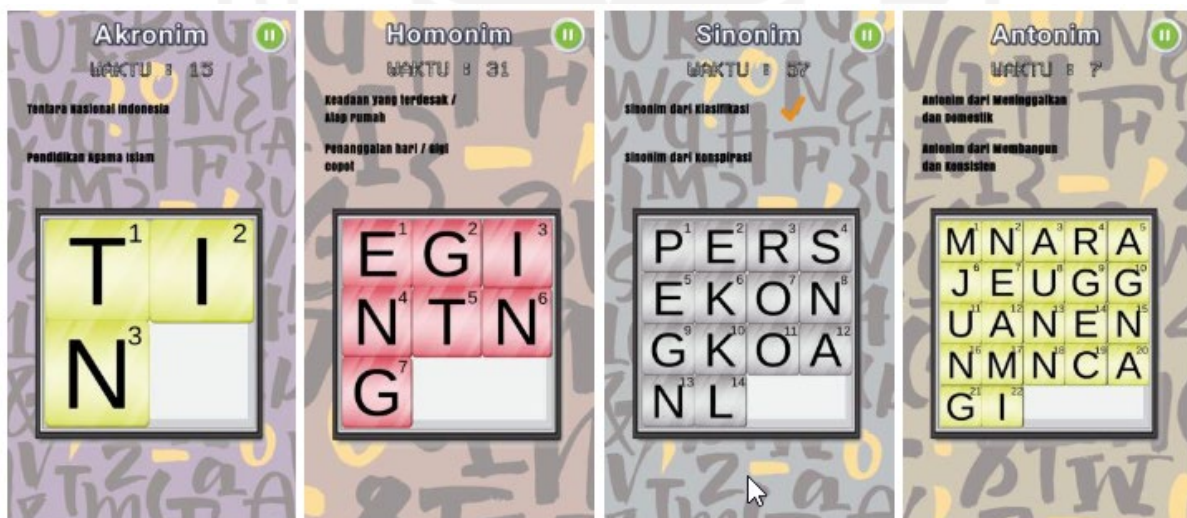 Akronim
WAKTU : 15
Tentara Nasional Indonesia
Pendidikan Agama Islam
T 1 I 2
N 3
Homonim
WAKTU : 31
Keadaan yang terdesak /
Atap rumah
Penanggalan hari / Gigi
copot
E 1 G 2 I 3
N 4 T 5 N 6
G 7
Sinonim
WAKTU : 57
Sinonim dari Klasifikasi
Sinonim dari Konspirasi
P 1 E 2 R 3 S 4
E 5 K 6 O 7 N 8
G 9 K 10 O 11 A 12
N 13 L 14
Antonim
WAKTU : 7
Antonim dari Meninggalkan
dan Domestik
Antonim dari Membangun
dan Konsisten
M 1 N 2 A 3 R 4 A 5
J 6 E 7 U 8 G 9 G 10
U 11 A 12 N 13 E 14 N 15
N 16 M 17 N 18 C 19 A 20
G 21 I 22